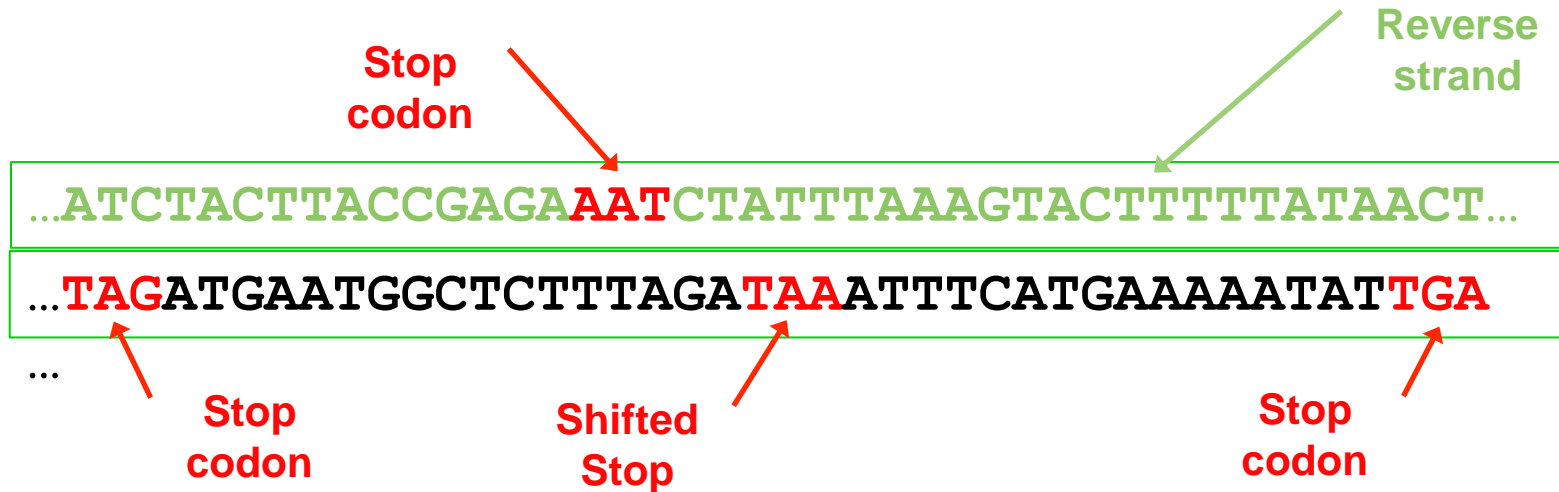 Reverse
strand
Stop
codon
...ATCTACTTACCGAGAAATCTATTTAAAGTACTTTTTATAACT...
...TAGATGAATGGCTCTTTAGATAAATTTCATGAAAAATATTGA
...
Stop
codon
Shifted
Stop
Stop
codon